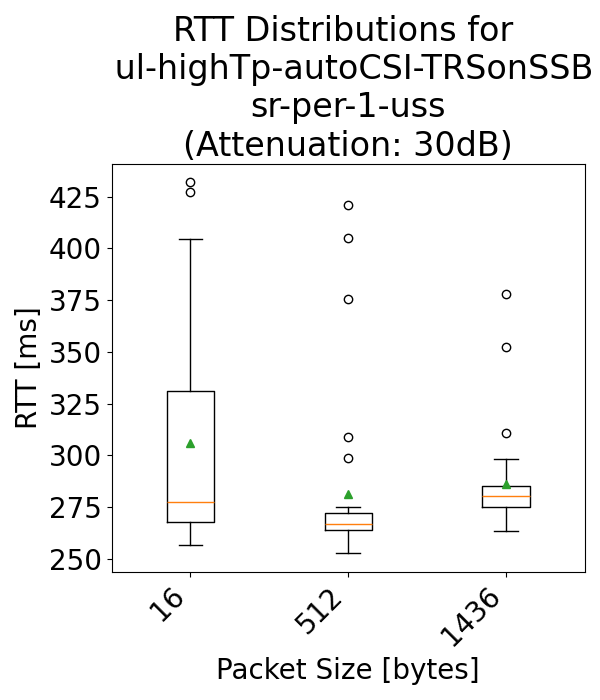 RTT Distributions for
ul-highTp-autoCSI-TRSonSSB
sr-per-1-uss
(Attenuation: 30dB)
RTT [ms]
425
400
375
350
325
300
275
250
16
512
1436
Packet Size [bytes]